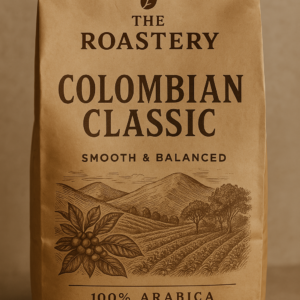 THE
ROASTERY
COLOMBIAN
CLASSIC
SMOOTH & BALANCED
100% ARABICA